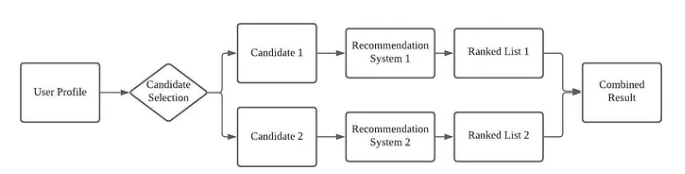 User Profile
Candidate
Selection
Candidate 1
Recommendation
System 1
Ranked List 1
Candidate 2
Recommendation
System 2
Ranked List 2
Combined
Result